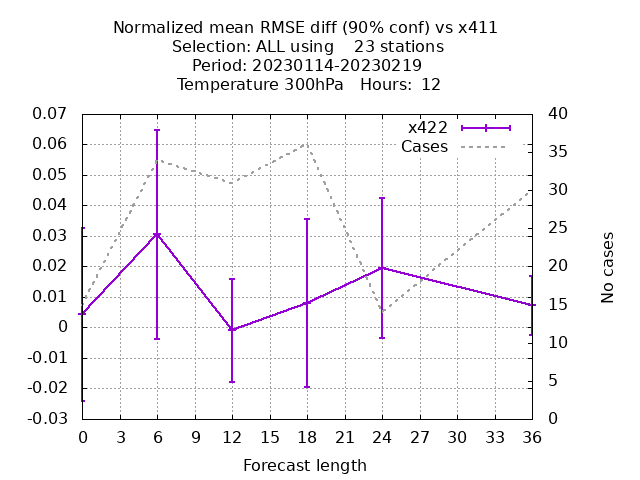 Normalized mean RMSE diff (90% conf) vs x411
Selection: ALL using    23 stations
Period: 20230114-20230219
Temperature 300hPa   Hours:  12
0.07
0.06
0.05
0.04
0.03
0.02
0.01
0
-0.01
-0.02
-0.03
x422
Cases
40
35
30
25
20
15
10
5
0
No cases
0 3 6 9 12 15 18 21 24 27 30 33 36
Forecast length